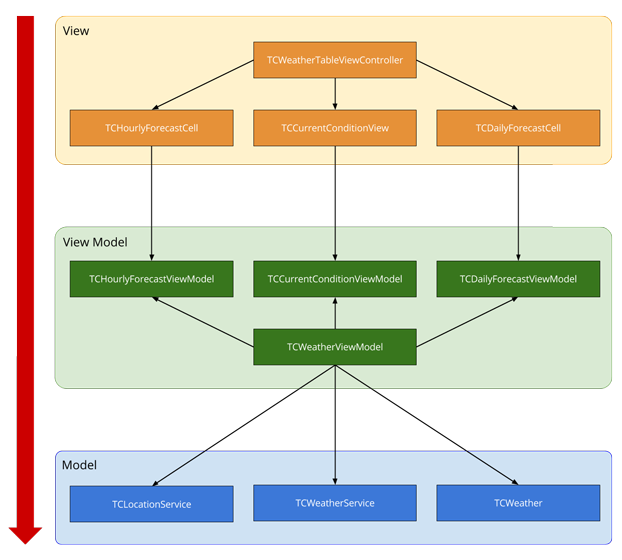 View
TCWeatherTableViewController
TCHourlyForecastCell
TCCurrentConditionView
TCDailyForecastCell
View Model
TCHourlyForecastViewModel
TCCurrentConditionViewModel
TCDailyForecastViewModel
TCWeatherViewModel
Model
TCLocationService
TCWeatherService
TCWeather